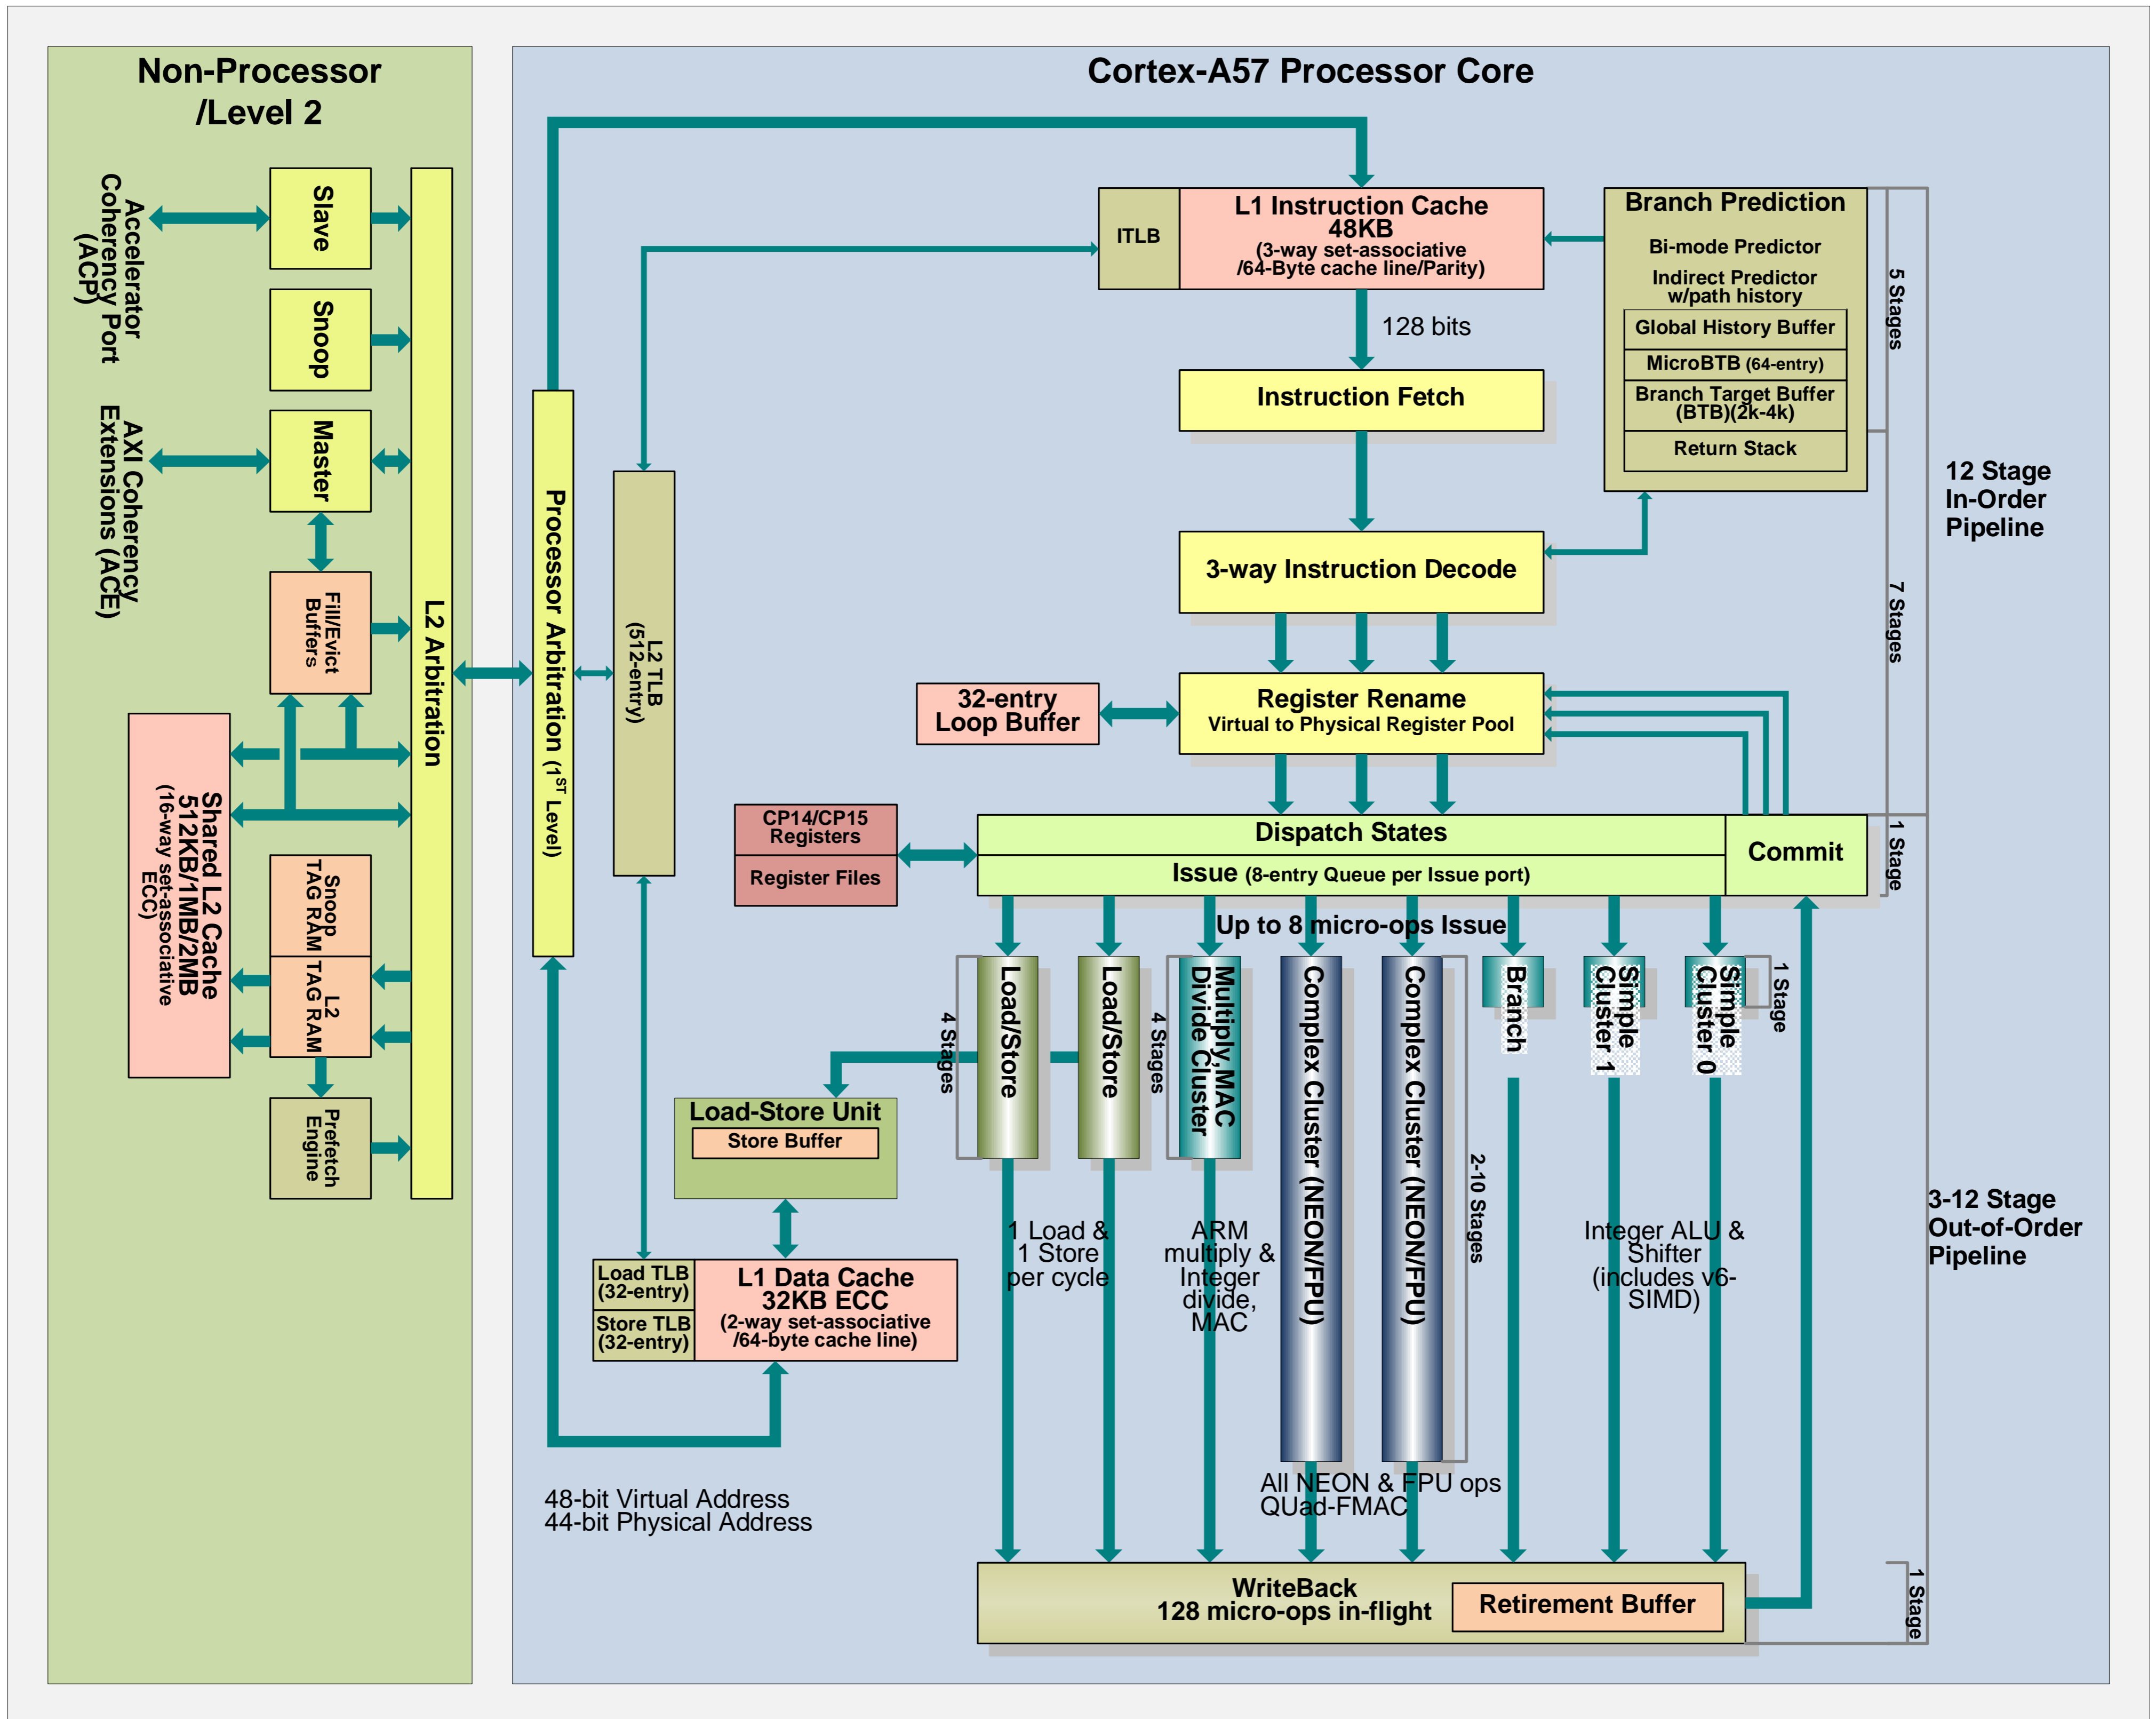 Non-Processor
/Level 2
Accelerator
Coherency Port
(ACP)
Slave
Snoop
AXI Coherency
Extensions (ACE)
Master
Fill/Evict
Buffers
L2 Arbitration
Shared L2 Cache
512KB/1MB/2MB
(16-way set-associative
ECC)
Snoop
TAG RAM
L2
TAG RAM
Prefetch
Engine
Cortex-A57 Processor Core
Processor Arbitration (1ST Level)
L2 TLB
(512-entry)
ITLB
L1 Instruction Cache
48KB
(3-way set-associative
/64-Byte cache line/Parity)
128 bits
Branch Prediction
Bi-mode Predictor
Indirect Predictor
w/path history
Global History Buffer
MicroBTB (64-entry)
Branch Target Buffer
(BTB)(2k-4k)
Return Stack
5 Stages
Instruction Fetch
12 Stage
In-Order
Pipeline
3-way Instruction Decode
7 Stages
32-entry
Loop Buffer
Register Rename
Virtual to Physical Register Pool
CP14/CP15
Registers
Register Files
Dispatch States
Issue (8-entry Queue per Issue port)
Commit
1 Stage
Up to 8 micro-ops Issue
4 Stages
Load/Store
Load/Store
4 Stages
Multiply,MAC
Divide Cluster
Complex Cluster (NEON/FPU)
Complex Cluster (NEON/FPU)
2-10 Stages
Branch
Simple
Cluster 1
Simple
Cluster 0
1 Stage
Load-Store Unit
Store Buffer
Load TLB
(32-entry)
Store TLB
(32-entry)
L1 Data Cache
32KB ECC
(2-way set-associative
/64-byte cache line)
1 Load &
1 Store
per cycle
ARM
multiply &
Integer
divide,
MAC
Integer ALU &
Shifter
(includes v6-
SIMD)
3-12 Stage
Out-of-Order
Pipeline
All NEON & FPU ops
QUad-FMAC
48-bit Virtual Address
44-bit Physical Address
WriteBack
128 micro-ops in-flight
Retirement Buffer
1 Stage